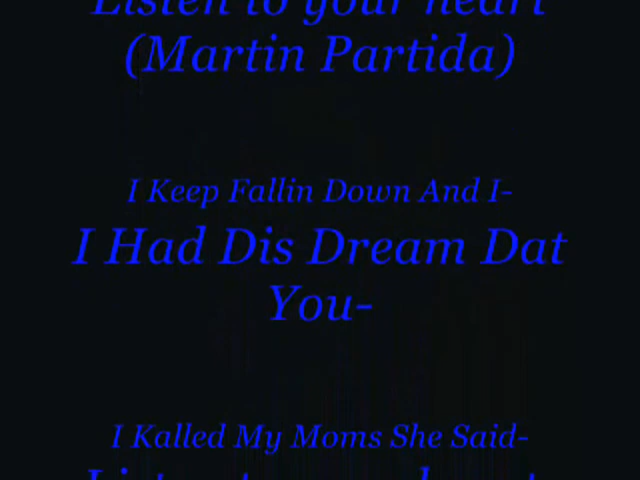 Listen to your heart
(Martin Partida)
I Keep Fallin Down And I-
I Had Dis Dream Dat
You-
I Kalled My Moms She Said-